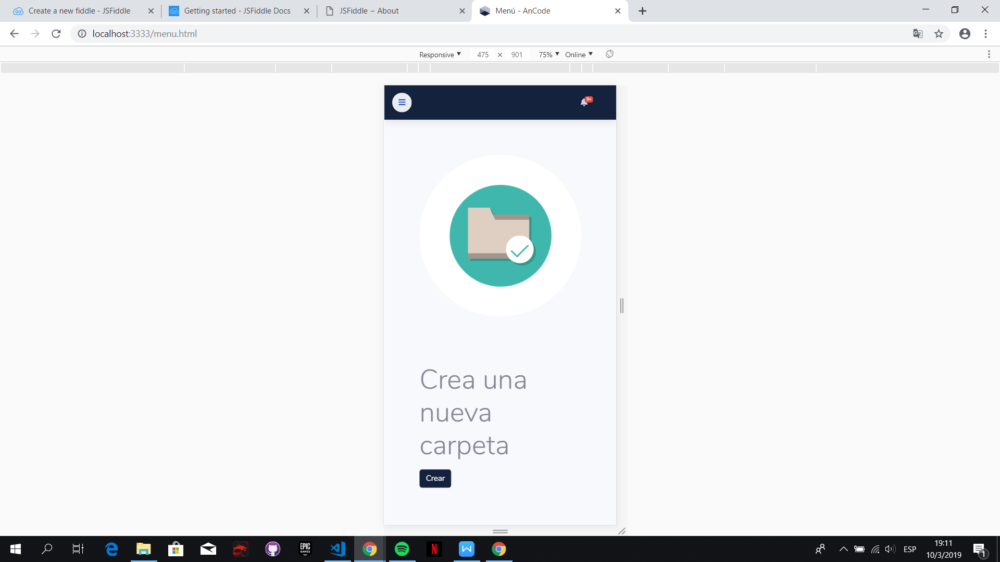 Create a new fiddle - JSFiddle
Getting started - JSFiddle Docs
JSFiddle – About
Menú - AnCode
localhost:3333/menu.html
Responsive ▼ 475 × 901 75% ▼ Online ▼
3+
Crea una
nueva
carpeta
Crear
EPIC
GAMES
N
W
ESP
19:11
10/3/2019
1